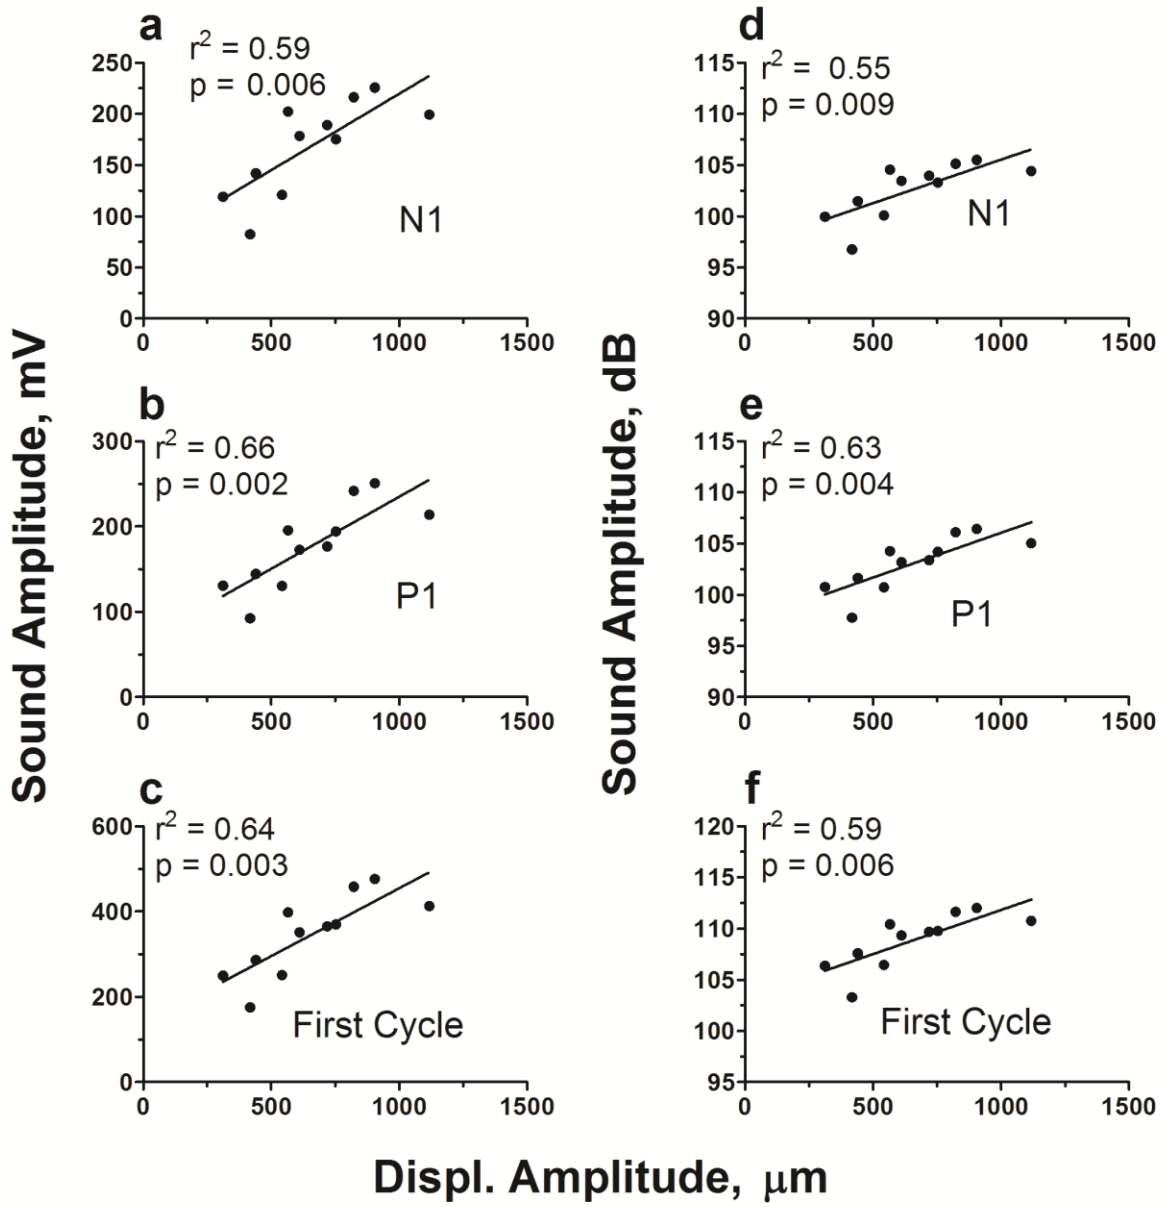 a
r² = 0.59
p = 0.006
250
200
150
100
50
0
N1
0 500 1000 1500
d
r² = 0.55
p = 0.009
115
110
105
100
95
90
N1
0 500 1000 1500
b
r² = 0.66
p = 0.002
300
200
100
0
P1
0 500 1000 1500
e
r² = 0.63
p = 0.004
115
110
105
100
95
90
P1
0 500 1000 1500
c
r² = 0.64
p = 0.003
600
400
200
0
First Cycle
0 500 1000 1500
f
r² = 0.59
p = 0.006
120
115
110
105
100
95
First Cycle
0 500 1000 1500
Sound Amplitude, mV
Sound Amplitude, dB
Displ. Amplitude, μm